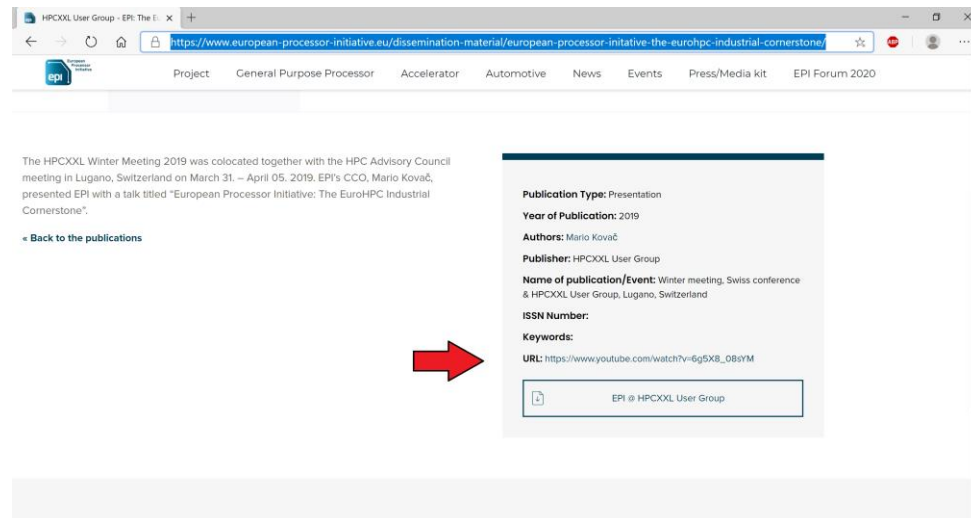 HPCXXL User Group - EPI: The E
https://www.european-processor-initiative.eu/dissemination-material/european-processor-initative-the-eurohpc-industrial-cornerstone/
ABP
epi
European
Processor
Initiative
Project General Purpose Processor Accelerator Automotive News Events Press/Media kit EPI Forum 2020
The HPCXXL Winter Meeting 2019 was colocated together with the HPC Advisory Council
meeting in Lugano, Switzerland on March 31. – April 05. 2019. EPI's CCO, Mario Kovač,
presented EPI with a talk titled “European Processor Initiative: The EuroHPC Industrial
Cornerstone”.
« Back to the publications
Publication Type: Presentation
Year of Publication: 2019
Authors: Mario Kovač
Publisher: HPCXXL User Group
Name of publication/Event: Winter meeting, Swiss conference
& HPCXXL User Group, Lugano, Switzerland
ISSN Number:
Keywords:
URL: https://www.youtube.com/watch?v=6g5X8_08sYM
EPI @ HPCXXL User Group